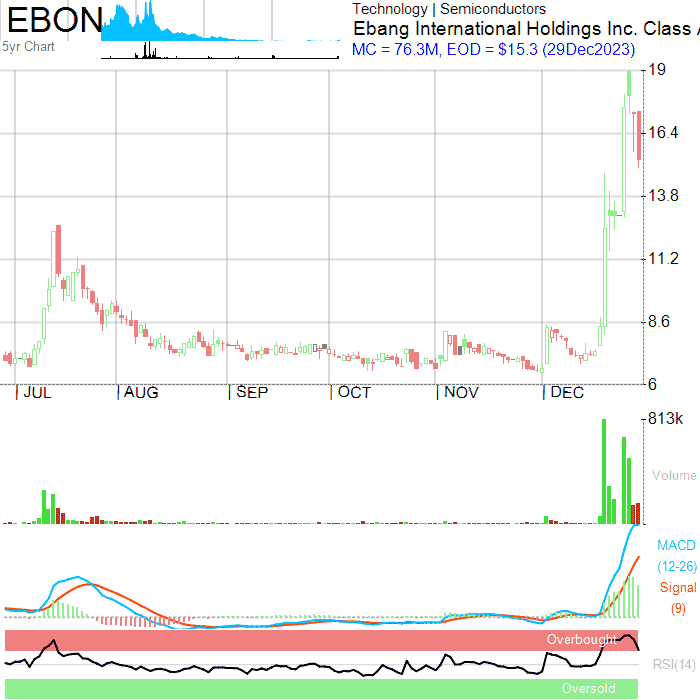 EBON
Technology | Semiconductors
Ebang International Holdings Inc. Class A
MC = 76.3M, EOD = $15.3 (29Dec2023)
5yr Chart
19
16.4
13.8
11.2
8.6
6
JUL AUG SEP OCT NOV DEC
813k
Volume
MACD
(12-26)
Signal
(9)
Overbought
RSI(14)
Oversold